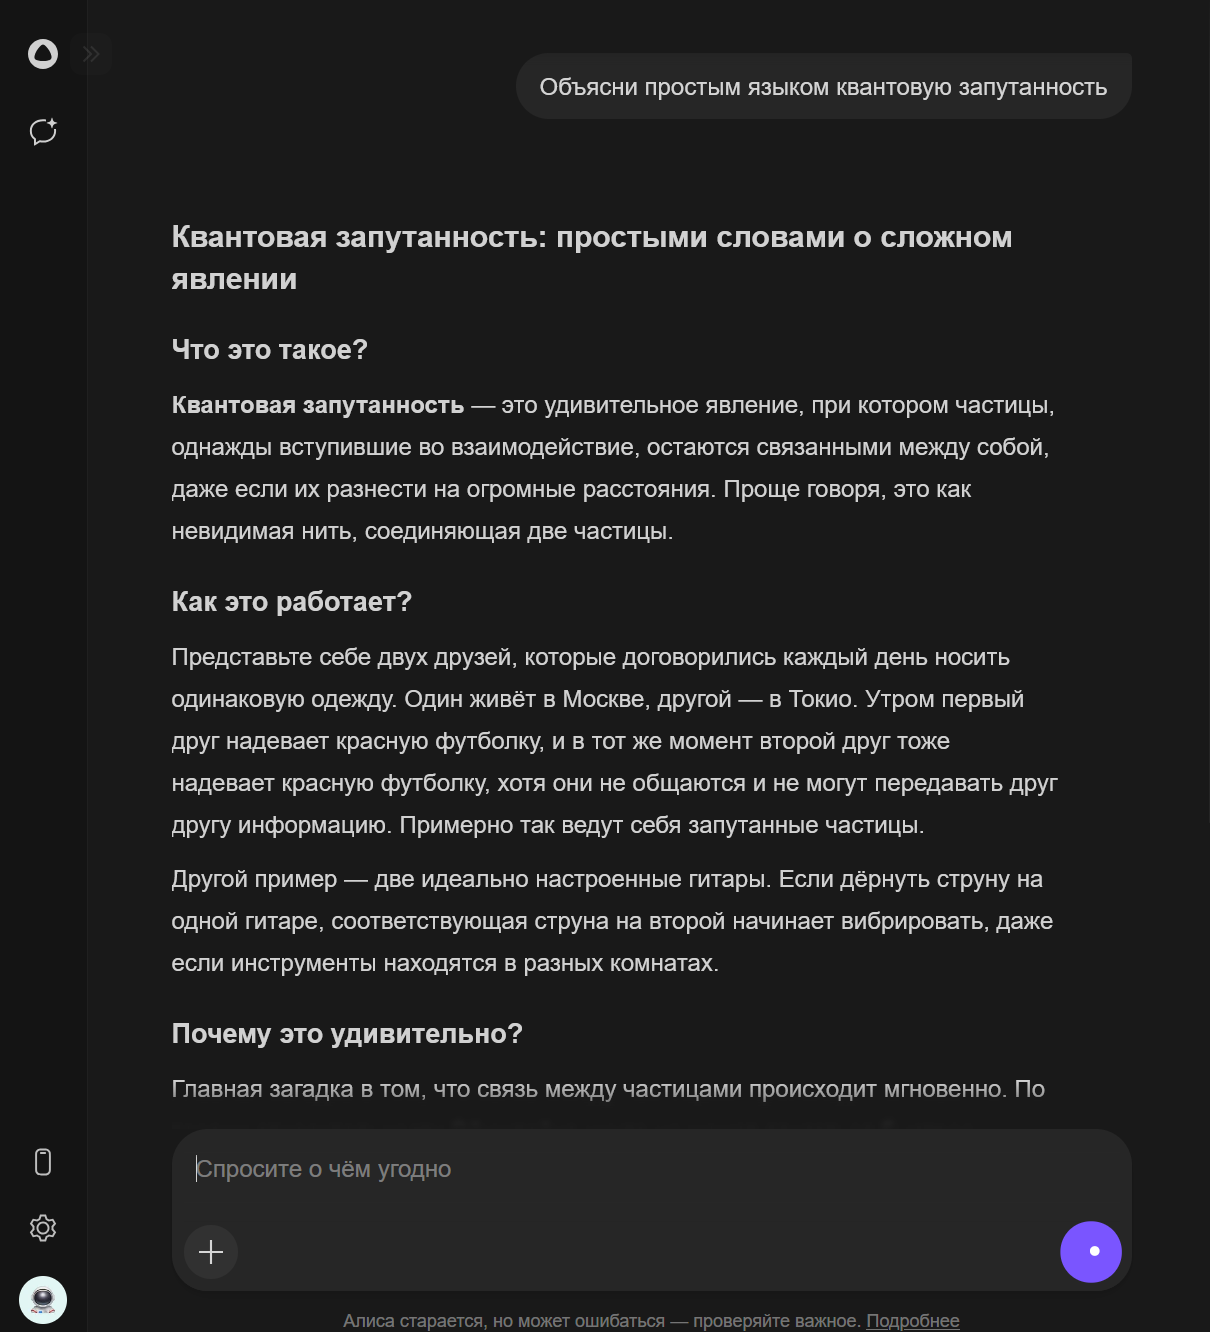 Объясни простым языком квантовую запутанность
Квантовая запутанность: простыми словами о сложном
явлении
Что это такое?
Квантовая запутанность — это удивительное явление, при котором частицы,
однажды вступившие во взаимодействие, остаются связанными между собой,
даже если их разнести на огромные расстояния. Проще говоря, это как
невидимая нить, соединяющая две частицы.
Как это работает?
Представьте себе двух друзей, которые договорились каждый день носить
одинаковую одежду. Один живёт в Москве, другой — в Токио. Утром первый
друг надевает красную футболку, и в тот же момент второй друг тоже
надевает красную футболку, хотя они не общаются и не могут передавать друг
другу информацию. Примерно так ведут себя запутанные частицы.
Другой пример — две идеально настроенные гитары. Если дёрнуть струну на
одной гитаре, соответствующая струна на второй начинает вибрировать, даже
если инструменты находятся в разных комнатах.
Почему это удивительно?
Главная загадка в том, что связь между частицами происходит мгновенно. По
Спросите о чём угодно
Алиса старается, но может ошибаться — проверяйте важное. Подробнее